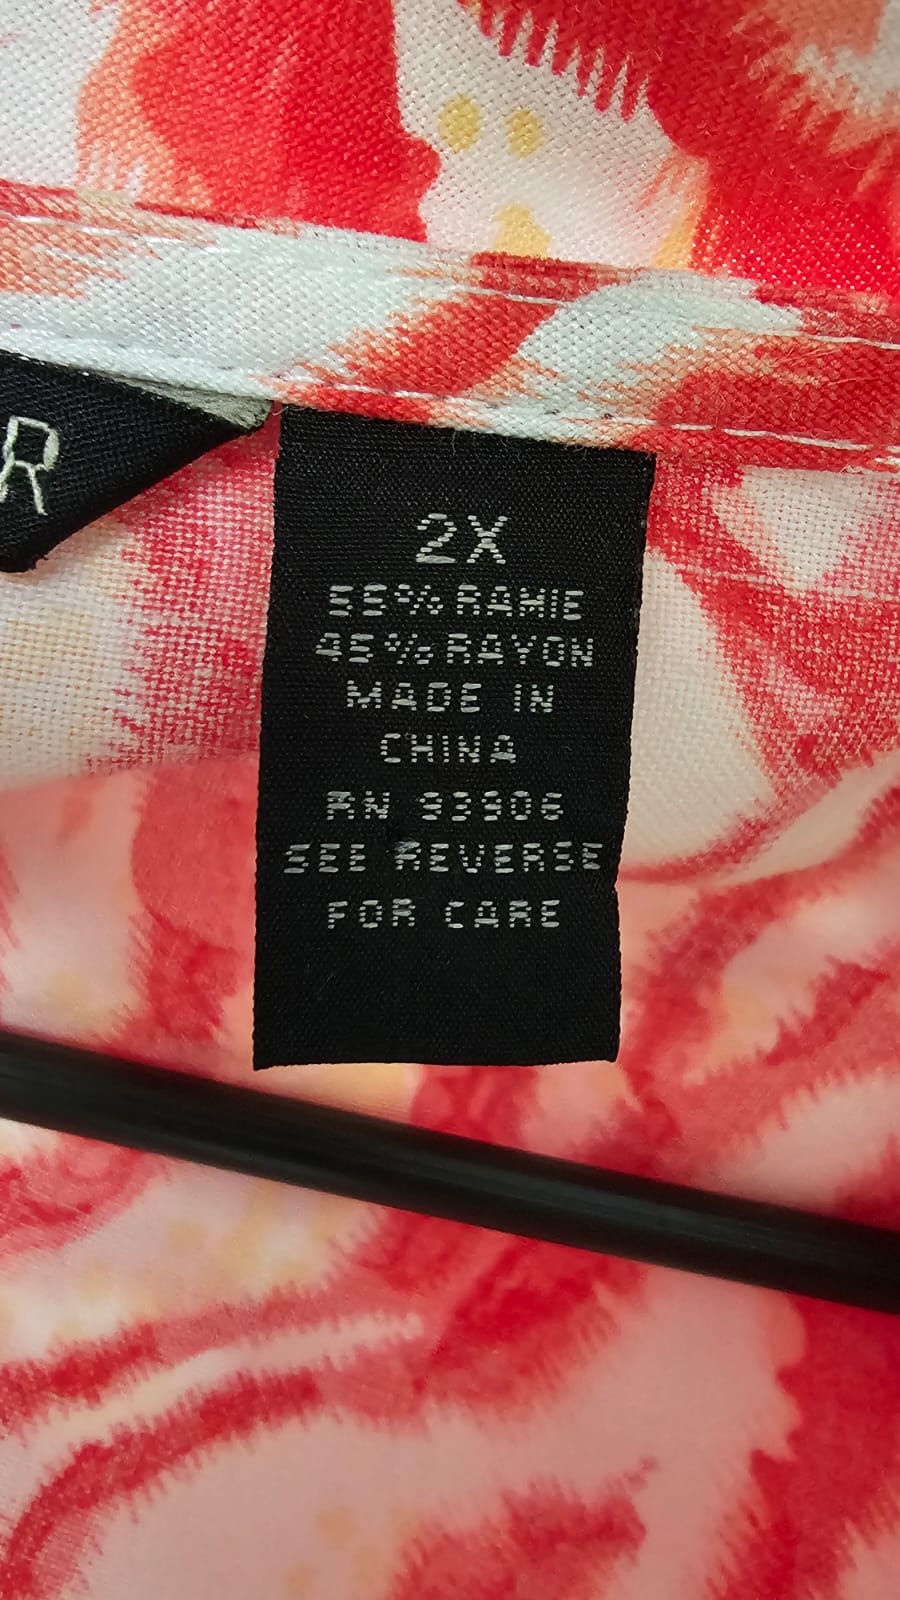 R
2X
55% RAMIE
45% RAYON
MADE IN
CHINA
RN 93906
SEE REVERSE
FOR CARE